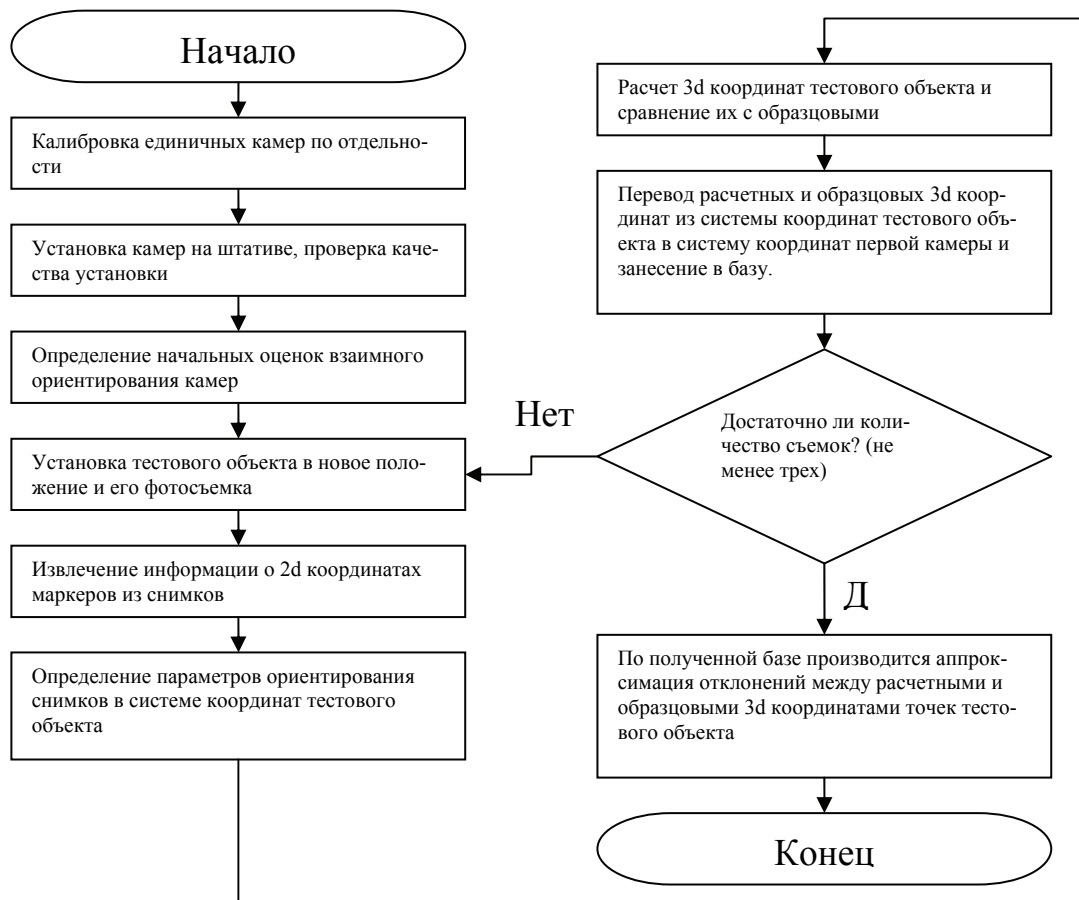 Начало
Калибровка единичных камер по отдельно-
сти
Установка камер на штативе, проверка каче-
ства установки
Определение начальных оценок взаимного
ориентирования камер
Установка тестового объекта в новое поло-
жение и его фотосъемка
Извлечение информации о 2d координатах
маркеров из снимков
Определение параметров ориентирования
снимков в системе координат тестового
объекта
Расчет 3d координат тестового объекта и
сравнение их с образцовыми
Перевод расчетных и образцовых 3d коор-
динат из системы координат тестового объ-
екта в систему координат первой камеры и
занесение в базу.
Достаточно ли коли-
чество съемок? (не
менее трех)
Нет
Д
По полученной базе производится аппрок-
симация отклонений между расчетными и
образцовыми 3d координатами точек тесто-
вого объекта
Конец